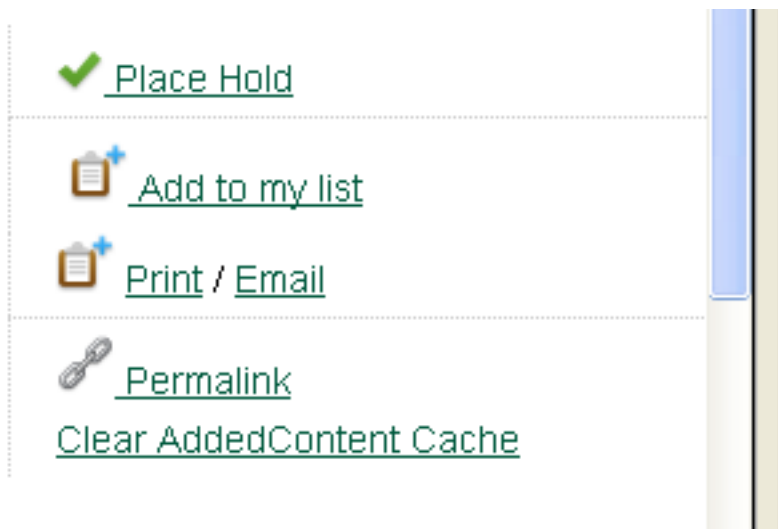 Place Hold
Add to my list
Print / Email
Permalink
Clear AddedContent Cache